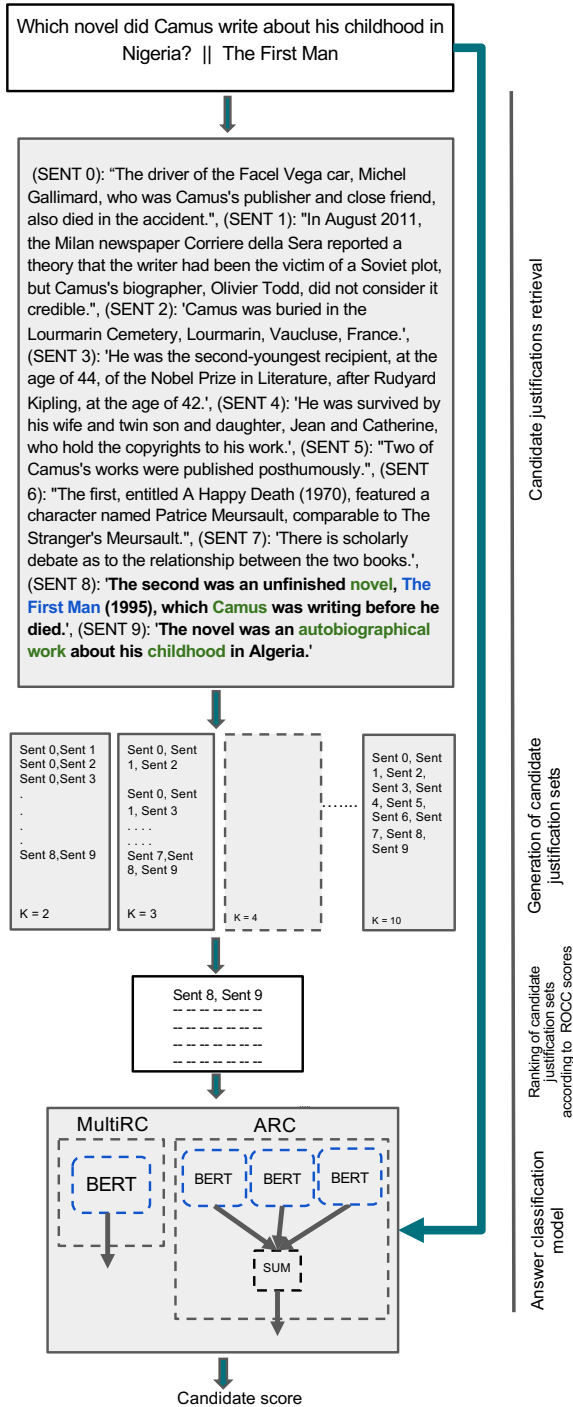 Which novel did Camus write about his childhood in
Nigeria? || The First Man
(SENT 0): “The driver of the Facel Vega car, Michel
Gallimard, who was Camus's publisher and close friend,
also died in the accident.", (SENT 1): "In August 2011,
the Milan newspaper Corriere della Sera reported a
theory that the writer had been the victim of a Soviet plot,
but Camus's biographer, Olivier Todd, did not consider it
credible.", (SENT 2): 'Camus was buried in the
Lourmarin Cemetery, Lourmarin, Vaucluse, France.',
(SENT 3): 'He was the second-youngest recipient, at the
age of 44, of the Nobel Prize in Literature, after Rudyard
Kipling, at the age of 42.', (SENT 4): 'He was survived by
his wife and twin son and daughter, Jean and Catherine,
who hold the copyrights to his work.', (SENT 5): "Two of
Camus's works were published posthumously.", (SENT
6): "The first, entitled A Happy Death (1970), featured a
character named Patrice Meursault, comparable to The
Stranger's Meursault.", (SENT 7): 'There is scholarly
debate as to the relationship between the two books.',
(SENT 8): 'The second was an unfinished novel, The
First Man (1995), which Camus was writing before he
died.', (SENT 9): 'The novel was an autobiographical
work about his childhood in Algeria.'
Candidate justifications retrieval
Sent 0,Sent 1
Sent 0,Sent 2
Sent 0,Sent 3
.
.
.
.
Sent 8,Sent 9
K = 2
Sent 0, Sent
1, Sent 2
Sent 0, Sent
1, Sent 3
. . . .
. . . .
Sent 7,Sent
8, Sent 9
K = 3
K = 4
.......
Sent 0, Sent
1, Sent 2,
Sent 3, Sent
4, Sent 5,
Sent 6, Sent
7, Sent 8,
Sent 9
K = 10
Generation of candidate
justification sets
Sent 8, Sent 9
-- -- -- -- -- -- --
-- -- -- -- -- -- --
-- -- -- -- -- -- --
-- -- -- -- -- -- --
Ranking of candidate
justification sets
according to ROCC scores
.....
MultiRC
ARC
BERT
BERT
BERT
BERT
SUM
Answer classification
model
Candidate score